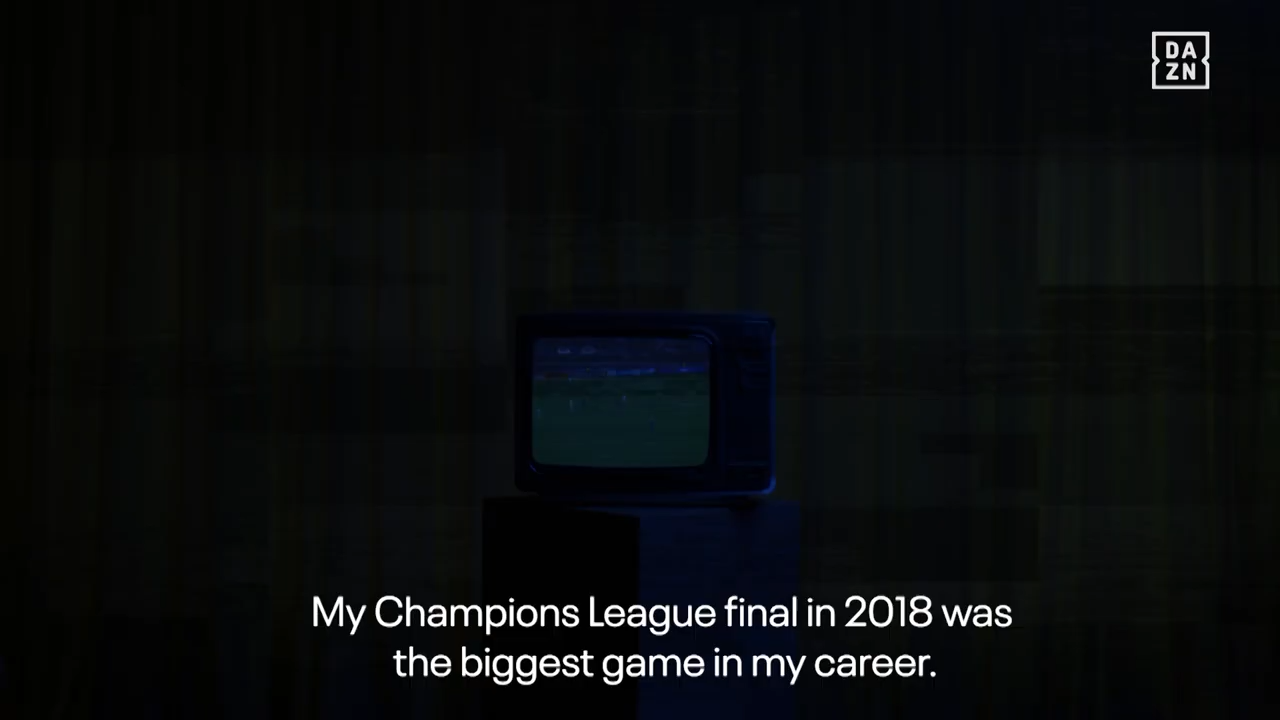 DA
ZN
My Champions League final in 2018 was
the biggest game in my career.